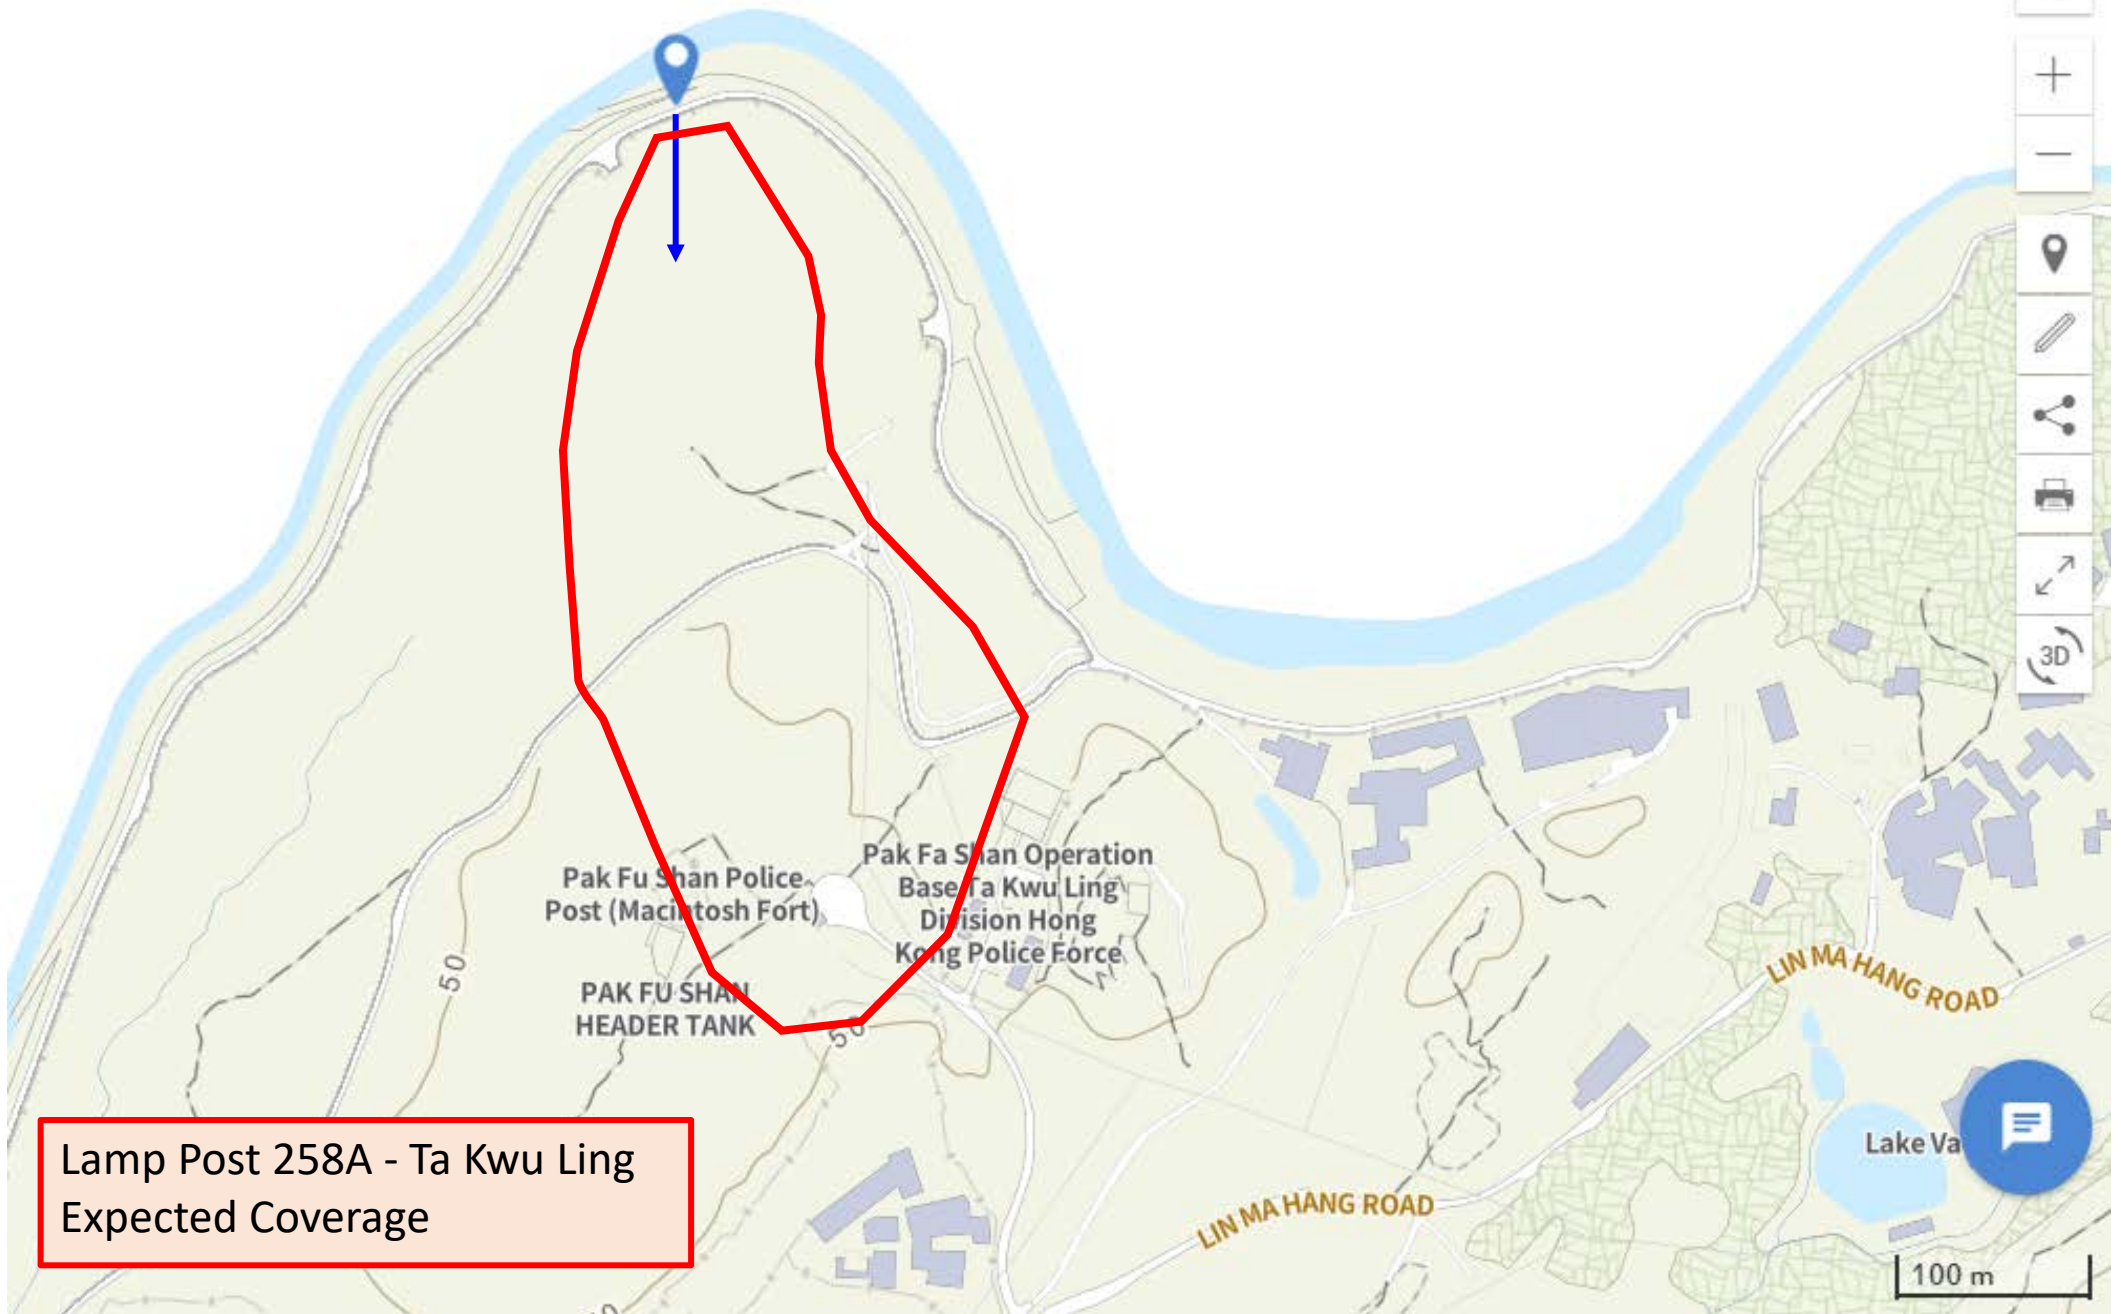 3D
Pak Fu Shan Police
Post (Macintosh Fort)
Pak Fa Shan Operation
Base Ta Kwu Ling
Division Hong
Kong Police Force
50
PAK FU SHAN
HEADER TANK
50
LIN MA HANG ROAD
Lake Va
Lamp Post 258A - Ta Kwu Ling
Expected Coverage
LIN MA HANG ROAD
100 m